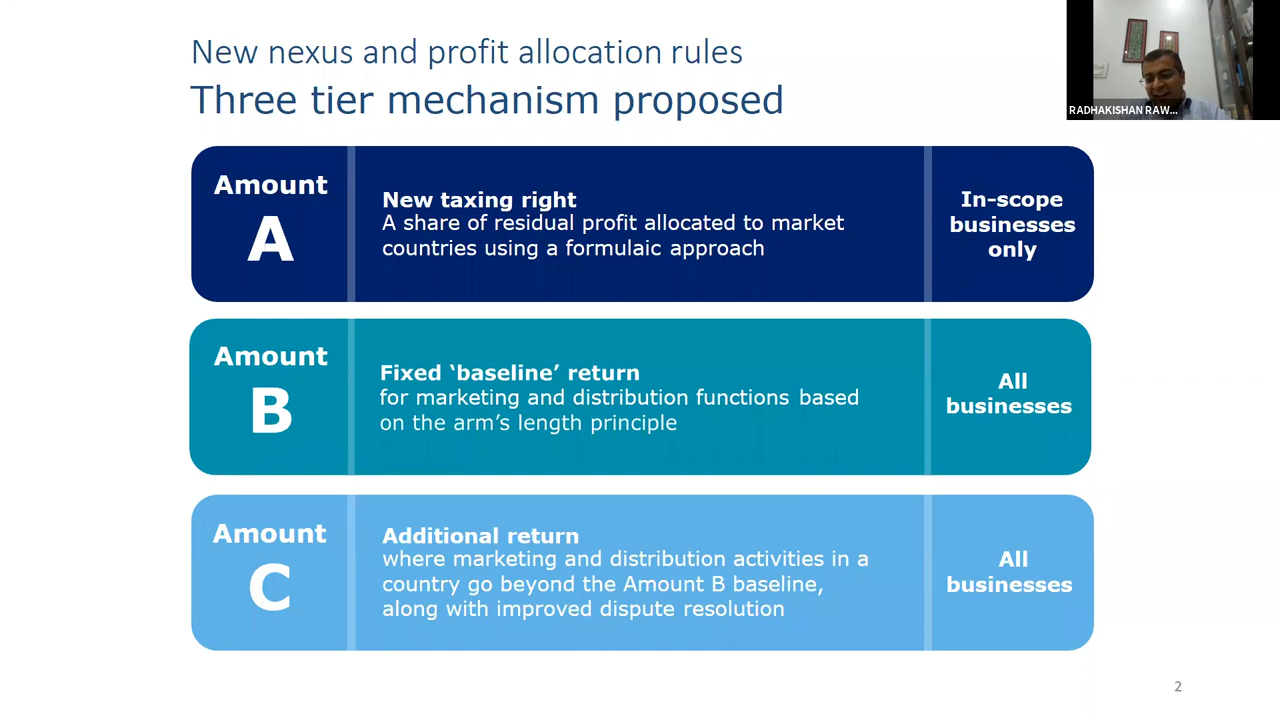 New nexus and profit allocation rules
Three tier mechanism proposed
RADHAKISHAN RAW...
Amount
A
New taxing right
A share of residual profit allocated to market
countries using a formulaic approach
In-scope
businesses
only
Amount
B
Fixed ‘baseline’ return
for marketing and distribution functions based
on the arm’s length principle
All
businesses
Amount
C
Additional return
where marketing and distribution activities in a
country go beyond the Amount B baseline,
along with improved dispute resolution
All
businesses
2